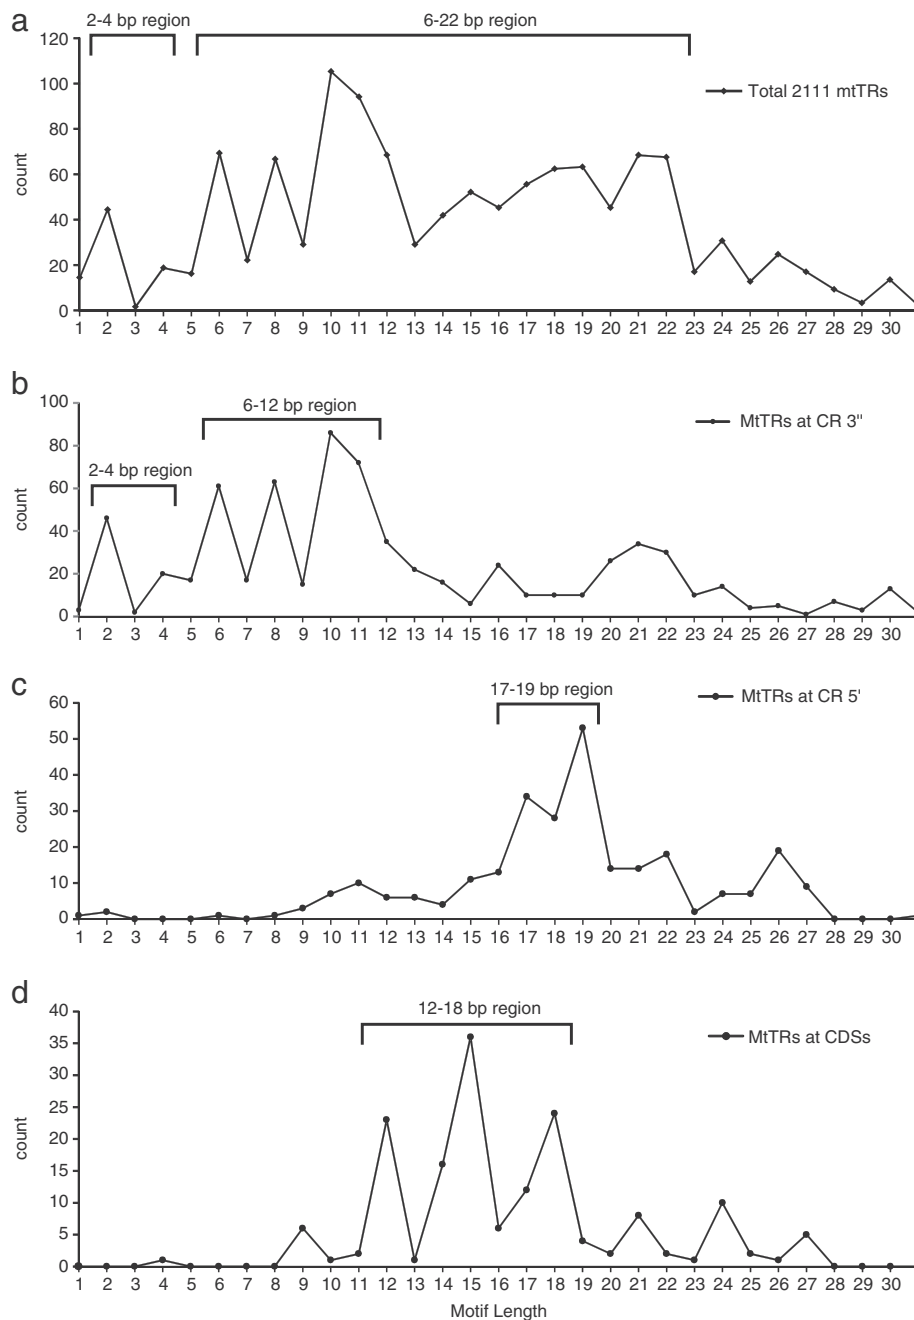 a
2-4 bp region
6-22 bp region
120
100
80
60
40
20
0
count
Total 2111 mtTRs
1 2 3 4 5 6 7 8 9 10 11 12 13 14 15 16 17 18 19 20 21 22 23 24 25 26 27 28 29 30
b
6-12 bp region
2-4 bp region
100
80
60
40
20
0
count
MtTRs at CR 3"
1 2 3 4 5 6 7 8 9 10 11 12 13 14 15 16 17 18 19 20 21 22 23 24 25 26 27 28 29 30
c
17-19 bp region
60
50
40
30
20
10
0
count
MtTRs at CR 5'
1 2 3 4 5 6 7 8 9 10 11 12 13 14 15 16 17 18 19 20 21 22 23 24 25 26 27 28 29 30
d
12-18 bp region
40
35
30
25
20
15
10
5
0
count
MtTRs at CDSs
1 2 3 4 5 6 7 8 9 10 11 12 13 14 15 16 17 18 19 20 21 22 23 24 25 26 27 28 29 30
Motif Length